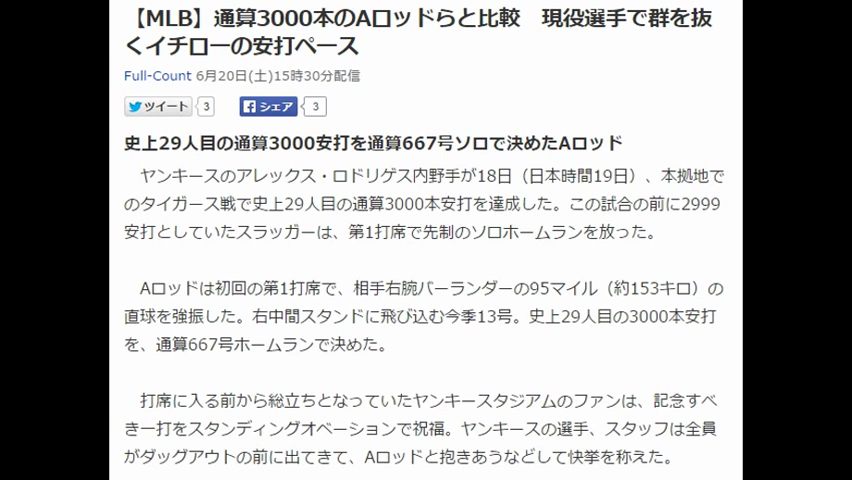 【MLB】通算3000本のAロッドらと比較　現役選手で群を抜
くイチローの安打ペース
Full-Count 6月20日(土)15時30分配信
ツイート 3 シェア 3
史上29人目の通算3000安打を通算667号ソロで決めたAロッド
ヤンキースのアレックス・ロドリゲス内野手が18日（日本時間19日）、本拠地で
のタイガース戦で史上29人目の通算3000本安打を達成した。この試合の前に2999
安打としていたスラッガーは、第1打席で先制のソロホームランを放った。
Aロッドは初回の第1打席で、相手右腕バーランダーの95マイル（約153キロ）の
直球を強振した。右中間スタンドに飛び込む今季13号。史上29人目の3000本安打
を、通算667号ホームランで決めた。
打席に入る前から総立ちとなっていたヤンキースタジアムのファンは、記念すべ
き一打をスタンディングオベーションで祝福。ヤンキースの選手、スタッフは全員
がダッグアウトの前に出てきて、Aロッドと抱きあうなどして快挙を称えた。